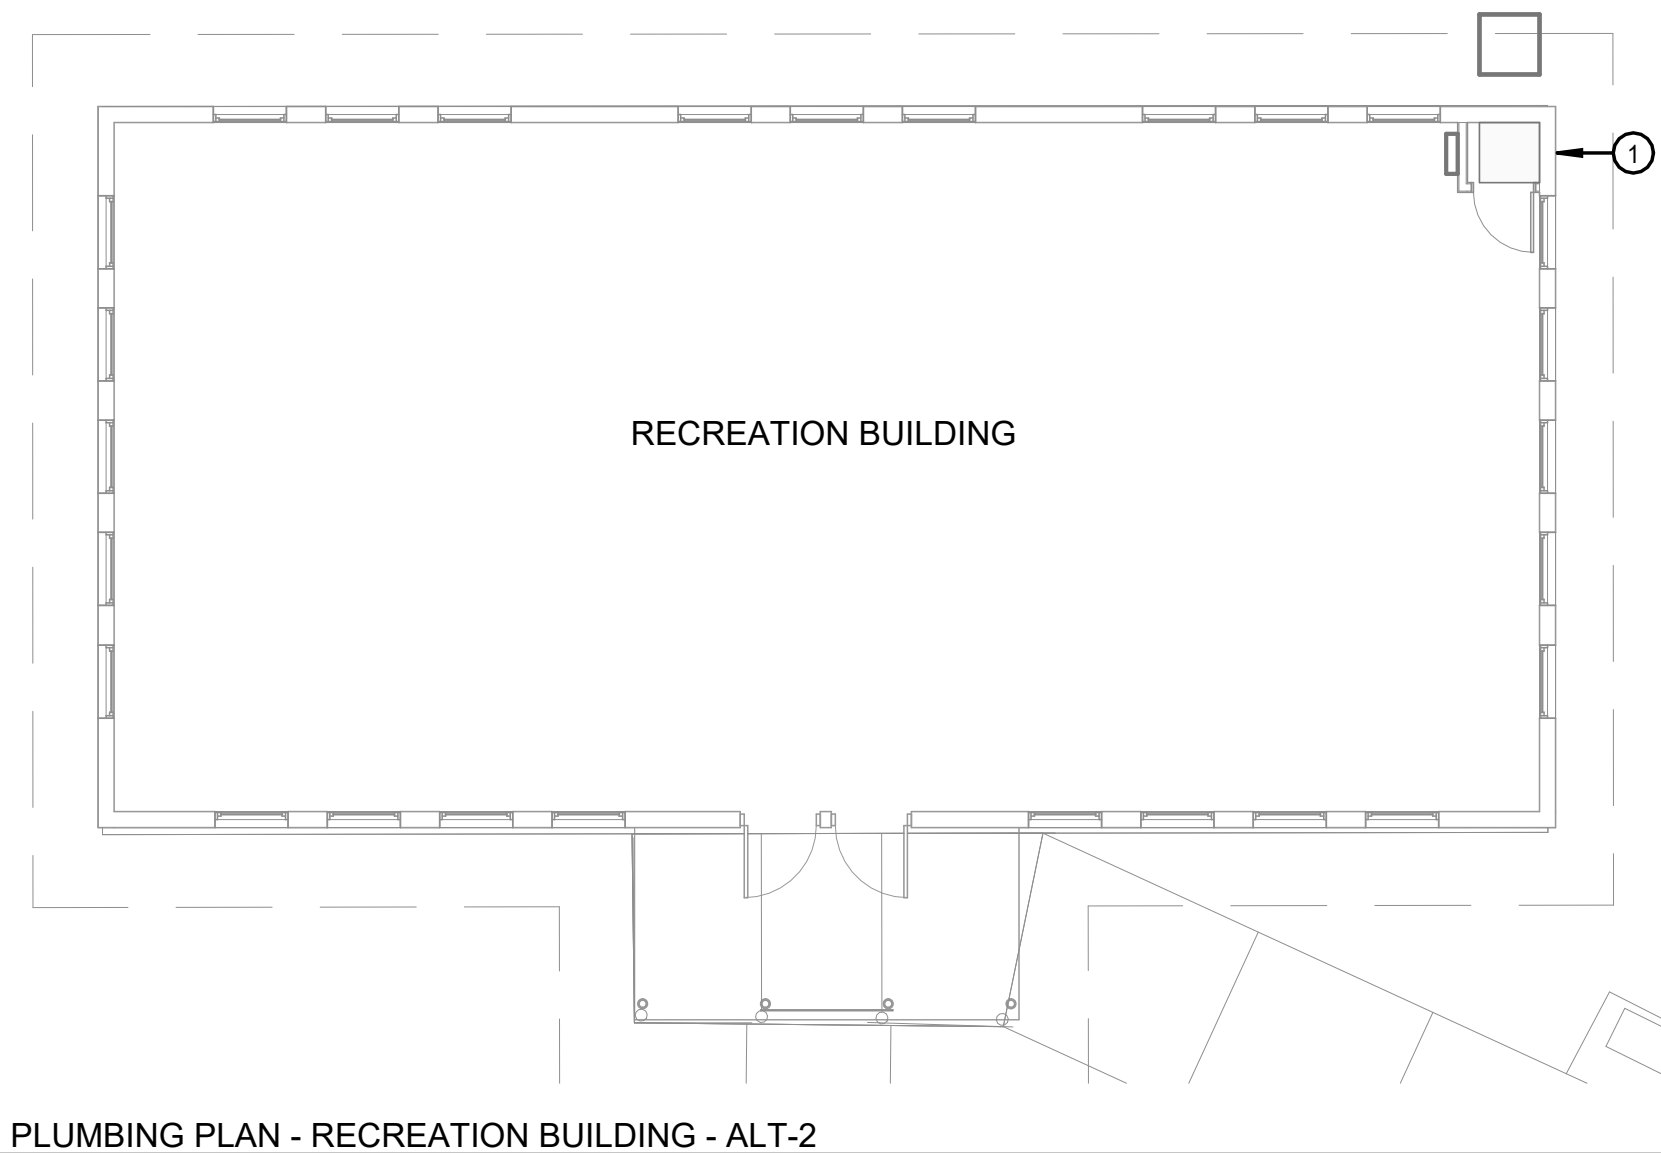 1
RECREATION BUILDING
PLUMBING PLAN - RECREATION BUILDING - ALT-2